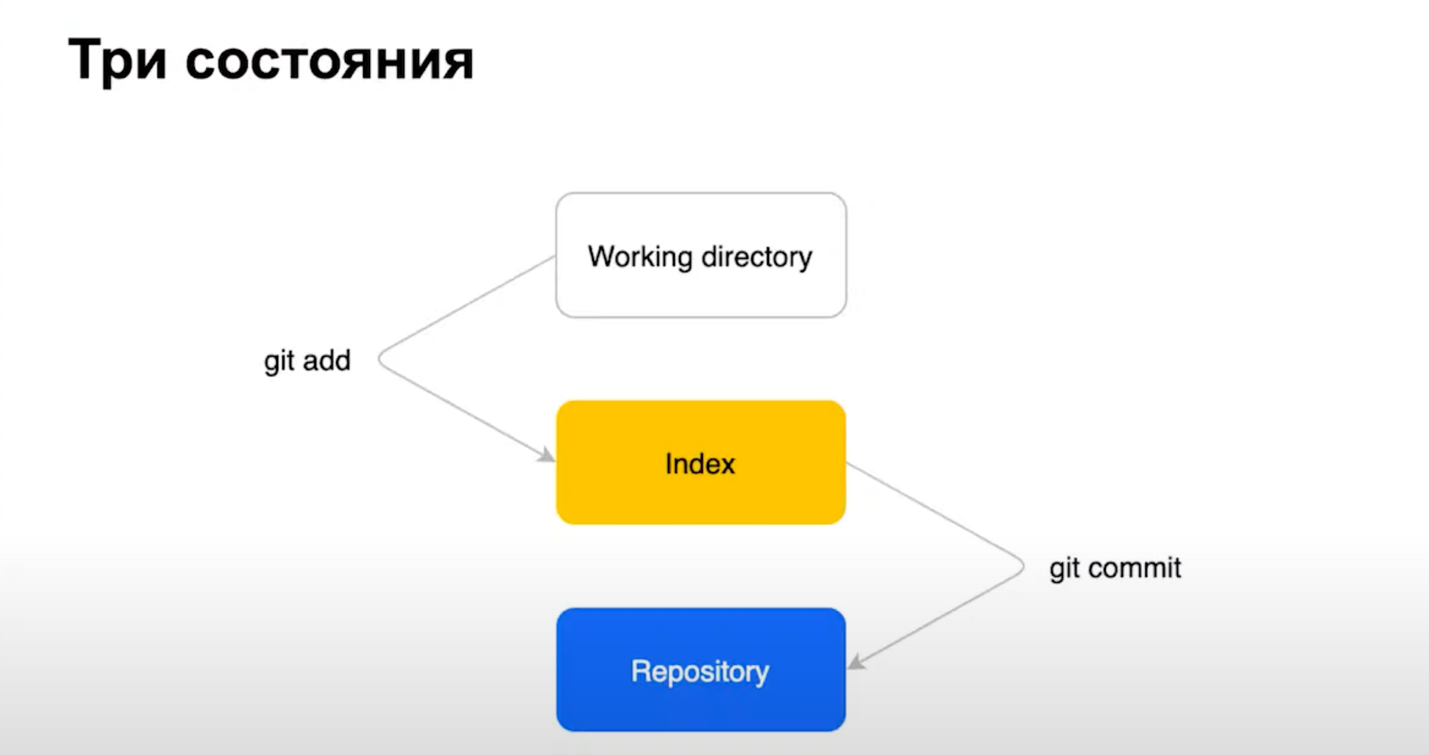 Три состояния
Working directory
git add
Index
git commit
Repository